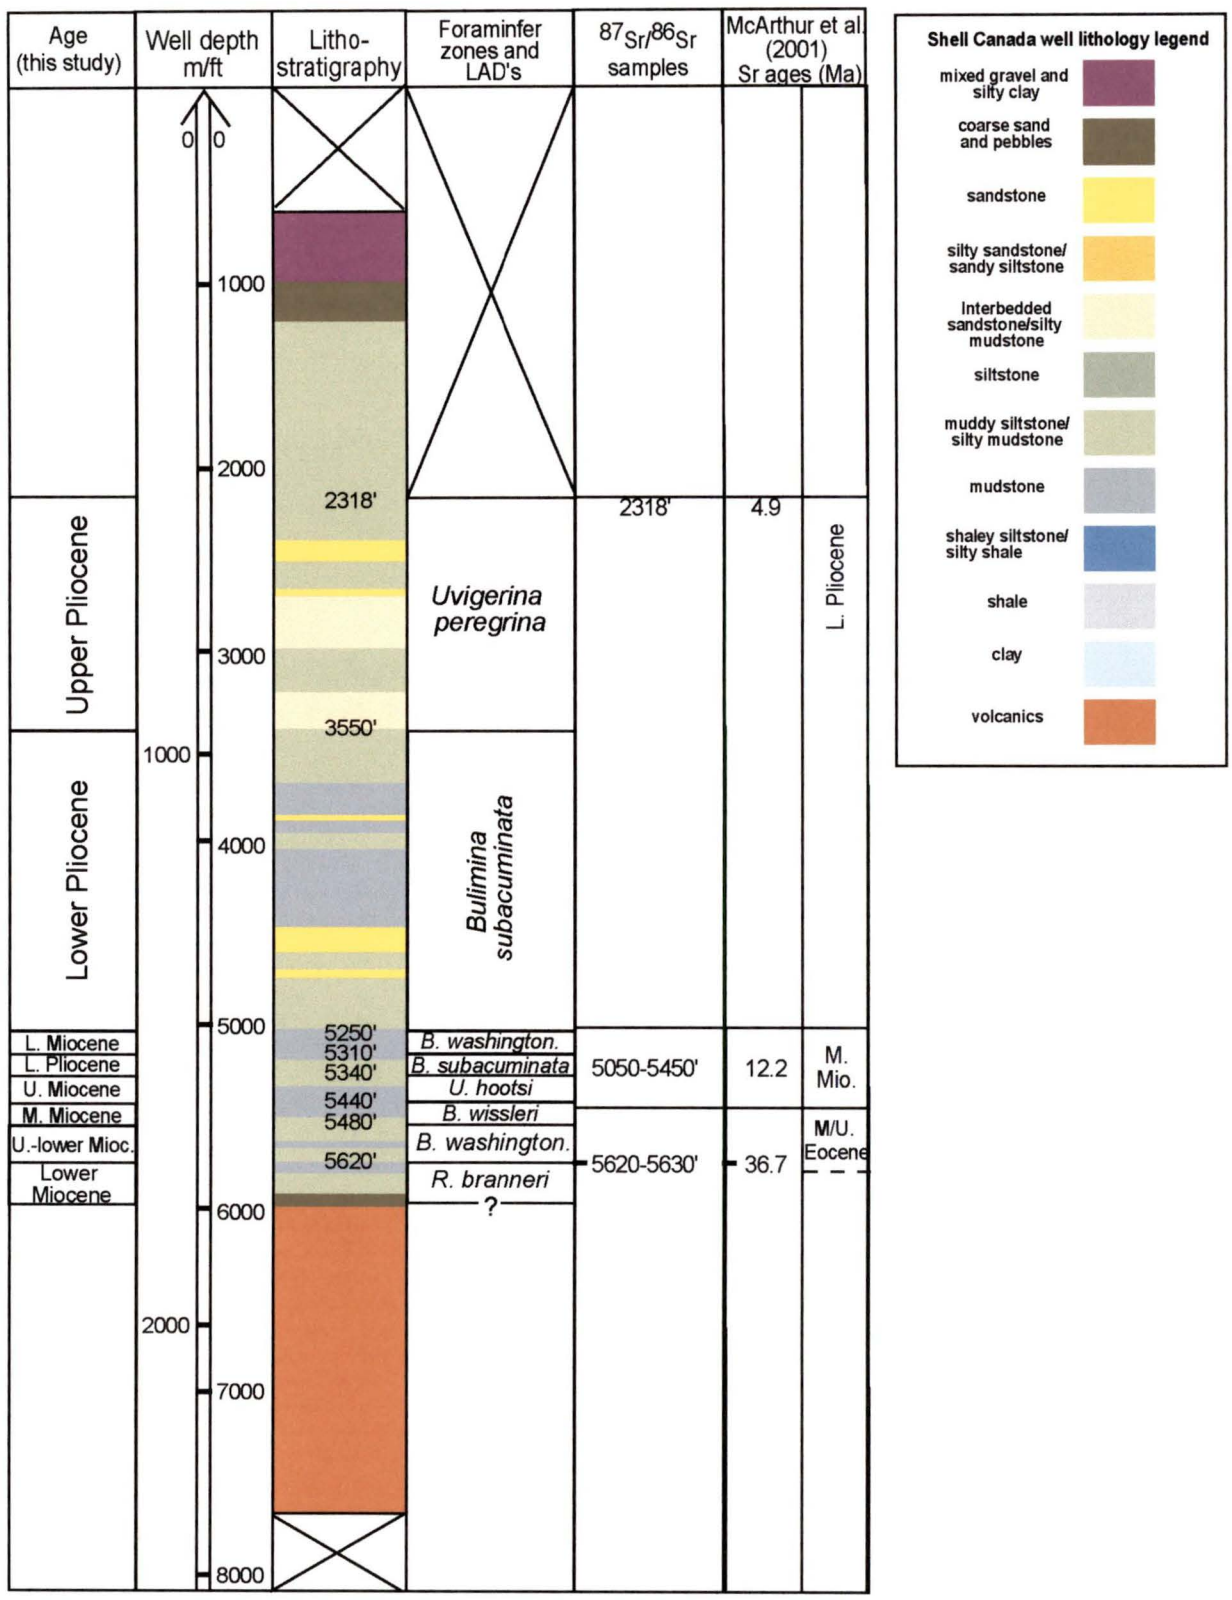 Age
(this study)
Well depth
m/ft
Litho-
stratigraphy
Foraminfer
zones and
LAD's
87Sr/86Sr
samples
McArthur et al.
(2001)
Sr ages (Ma)
0 0
1000
2000
2318'
2318'
4.9
Upper Pliocene
Uvigerina
peregrina
L. Pliocene
3000
3550'
1000
Lower Pliocene
4000
Bulimina
subacuminata
5000
L. Miocene
L. Pliocene
U. Miocene
M. Miocene
U.-lower Mioc.
Lower
Miocene
5250'
5310'
5340'
5440'
5480'
5620'
B. washington.
B. subacuminata
U. hootsi
B. wissleri
B. washington.
R. branneri
?
5050-5450'
12.2
M.
Mio.
5620-5630'
36.7
M/U.
Eocene
6000
2000
7000
8000
Shell Canada well lithology legend
mixed gravel and
silty clay
coarse sand
and pebbles
sandstone
silty sandstone/
sandy siltstone
Interbedded
sandstone/silty
mudstone
siltstone
muddy siltstone/
silty mudstone
mudstone
shaley siltstone/
silty shale
shale
clay
volcanics